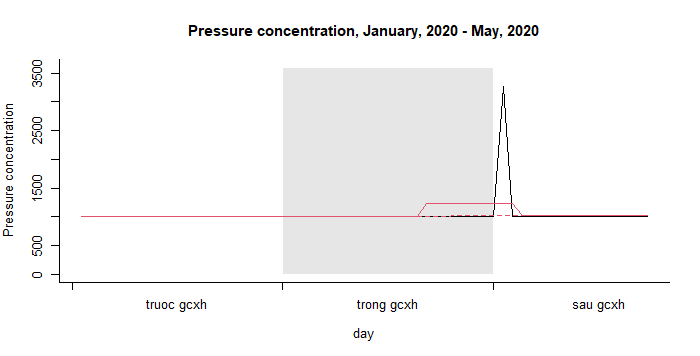 Pressure concentration, January, 2020 - May, 2020
Pressure concentration
3500
2500
1500
500
0
truoc gcxh
trong gcxh
sau gcxh
day